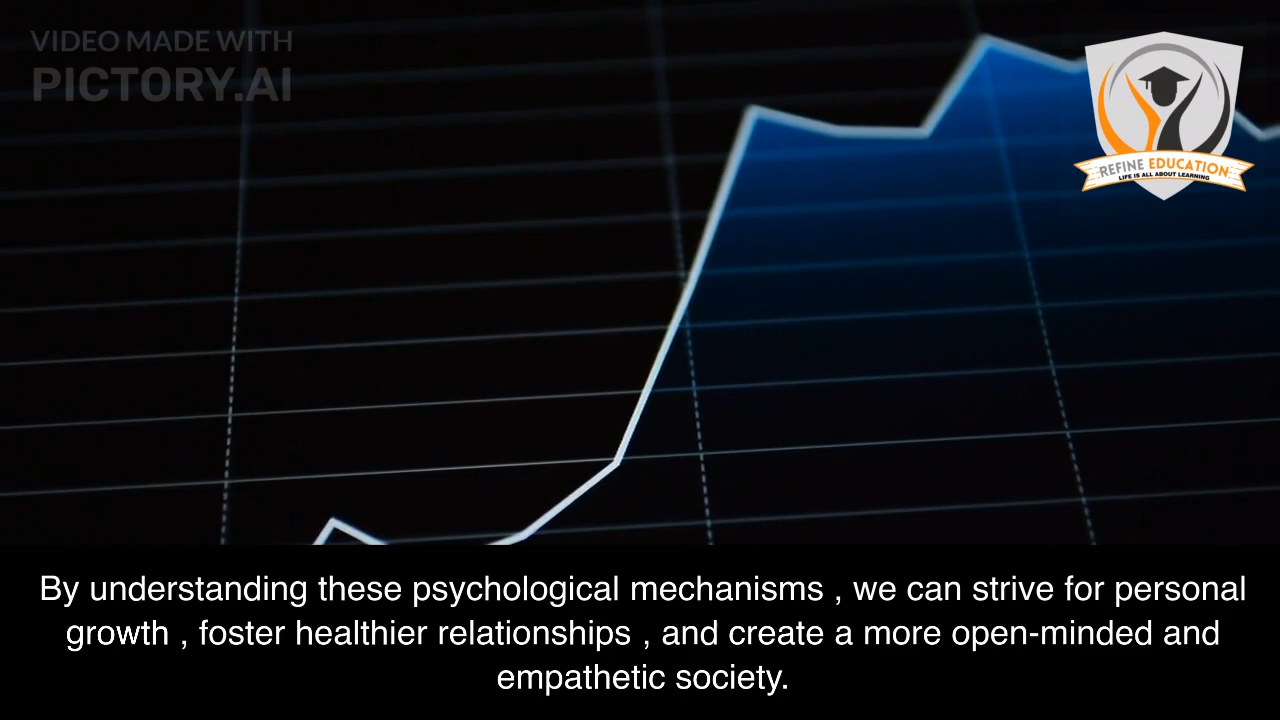 VIDEO MADE WITH
PICTORY.AI
REFINE EDUCATION
LIFE IS ALL ABOUT LEARNING
By understanding these psychological mechanisms , we can strive for personal
growth , foster healthier relationships , and create a more open-minded and
empathetic society.